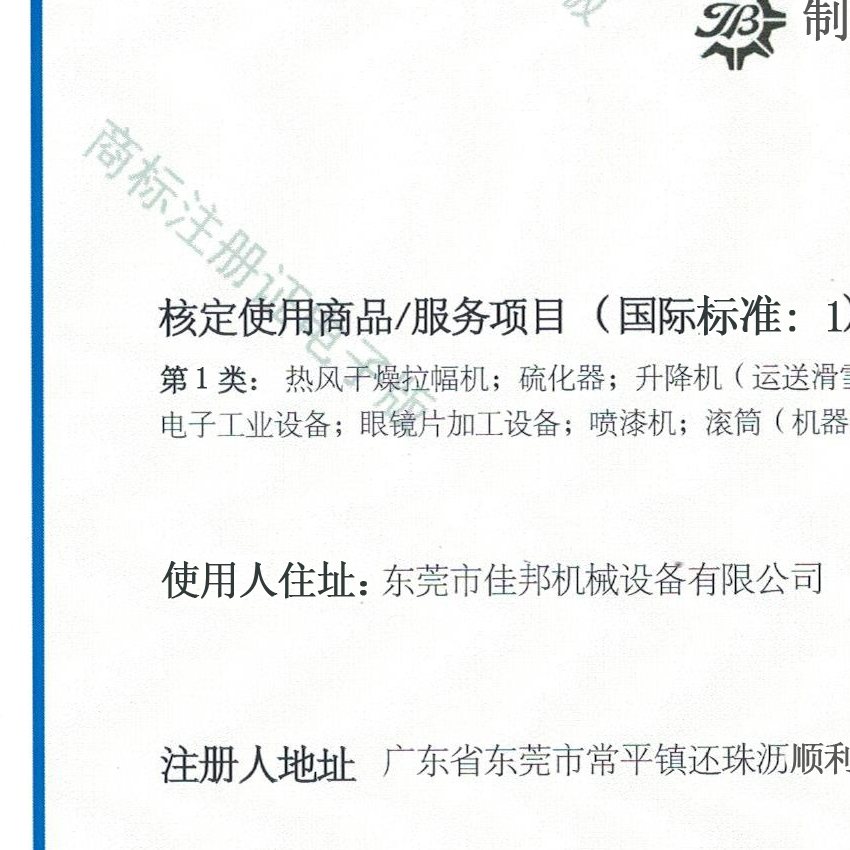 JB 制
商标注册证电子版
核定使用商品/服务项目（国际标准：1）
第1类：热风干燥拉幅机；硫化器；升降机（运送滑雪
电子工业设备；眼镜片加工设备；喷漆机；滚筒（机器
使用人住址：东莞市佳邦机械设备有限公司
注册人地址 广东省东莞市常平镇还珠沥顺利